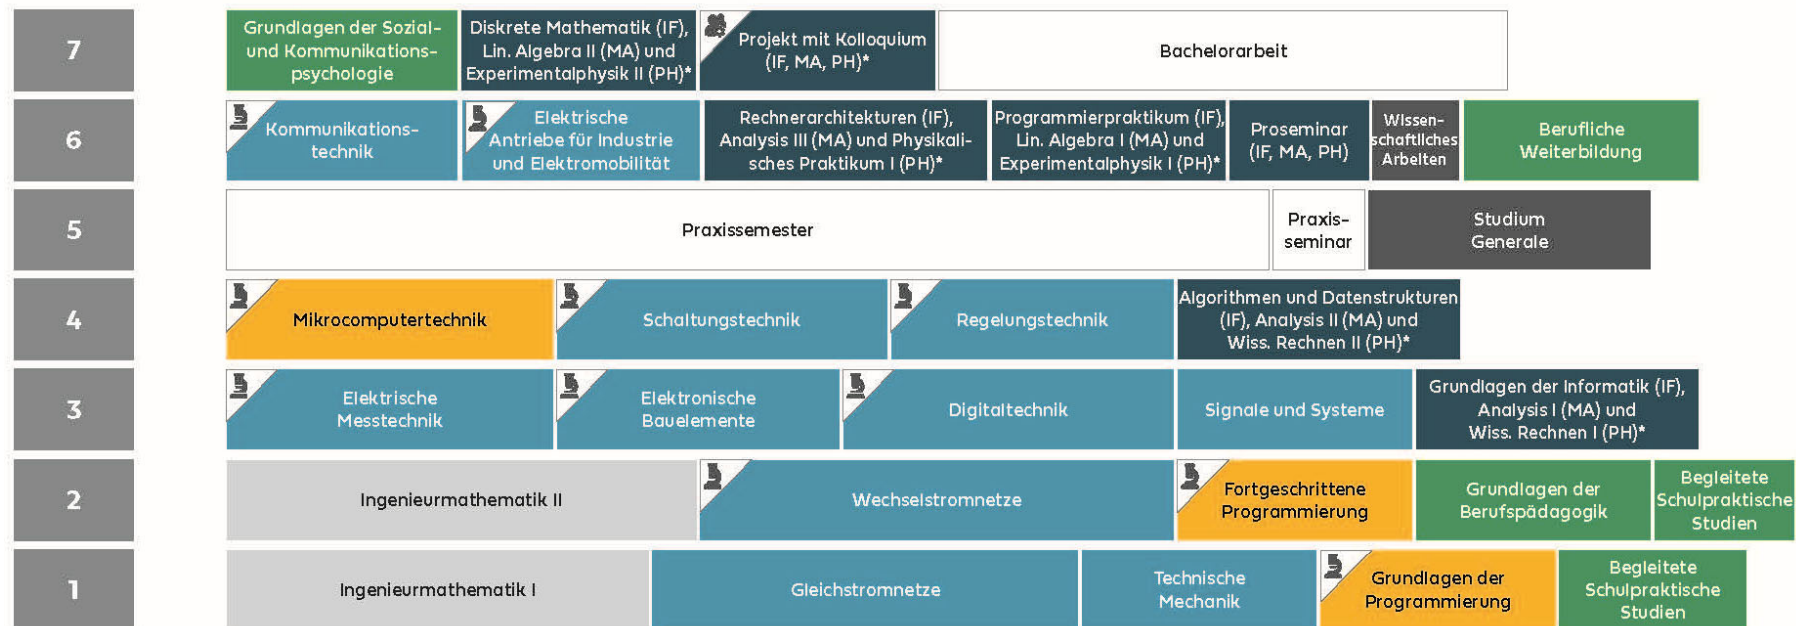 7
Grundlagen der Sozial-
und Kommunikations-
psychologie
Diskrete Mathematik (IF),
Lin. Algebra II (MA) und
Experimentalphysik II (PH)*
Projekt mit Kolloquium
(IF, MA, PH)*
Bachelorarbeit
6
Kommunikations-
technik
Elektrische
Antriebe für Industrie
und Elektromobilität
Rechnerarchitekturen (IF),
Analysis III (MA) und Physikali-
sches Praktikum I (PH)*
Programmierpraktikum (IF),
Lin. Algebra I (MA) und
Experimentalphysik I (PH)*
Proseminar
(IF, MA, PH)
Wissen-
schaftliches
Arbeiten
Berufliche
Weiterbildung
5
Praxissemester
Praxis-
seminar
Studium
Generale
4
Mikrocomputertechnik
Schaltungstechnik
Regelungstechnik
Algorithmen und Datenstrukturen
(IF), Analysis II (MA) und
Wiss. Rechnen II (PH)*
3
Elektrische
Messtechnik
Elektronische
Bauelemente
Digitaltechnik
Signale und Systeme
Grundlagen der Informatik (IF),
Analysis I (MA) und
Wiss. Rechnen I (PH)*
2
Ingenieurmathematik II
Wechselstromnetze
Fortgeschrittene
Programmierung
Grundlagen der
Berufspädagogik
Begleitete
Schulpraktische
Studien
1
Ingenieurmathematik I
Gleichstromnetze
Technische
Mechanik
Grundlagen der
Programmierung
Begleitete
Schulpraktische
Studien